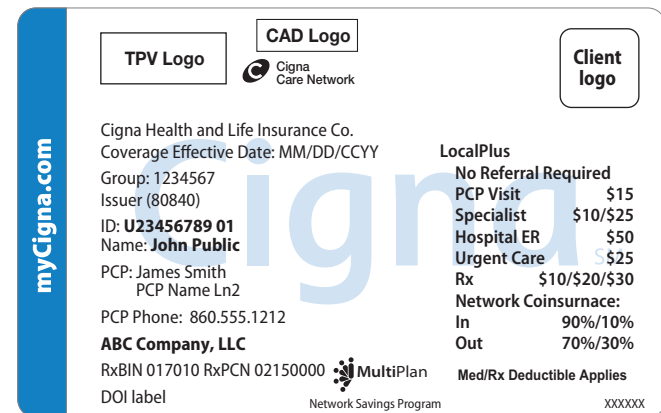 TPV Logo
CAD Logo
Cigna
Care Network
Client
logo
myCigna.com
Cigna
Cigna Health and Life Insurance Co.
Coverage Effective Date: MM/DD/CCYY
Group: 1234567
Issuer (80840)
ID: U23456789 01
Name: John Public
PCP: James Smith
PCP Name Ln2
PCP Phone: 860.555.1212
ABC Company, LLC
RxBIN 017010 RxPCN 02150000
DOI label
MultiPlan
Network Savings Program
LocalPlus
No Referral Required
PCP Visit $15
Specialist $10/$25
Hospital ER $50
Urgent Care S $25
Rx $10/$20/$30
Network Coinsurnace:
In 90%/10%
Out 70%/30%
Med/Rx Deductible Applies
XXXXXX